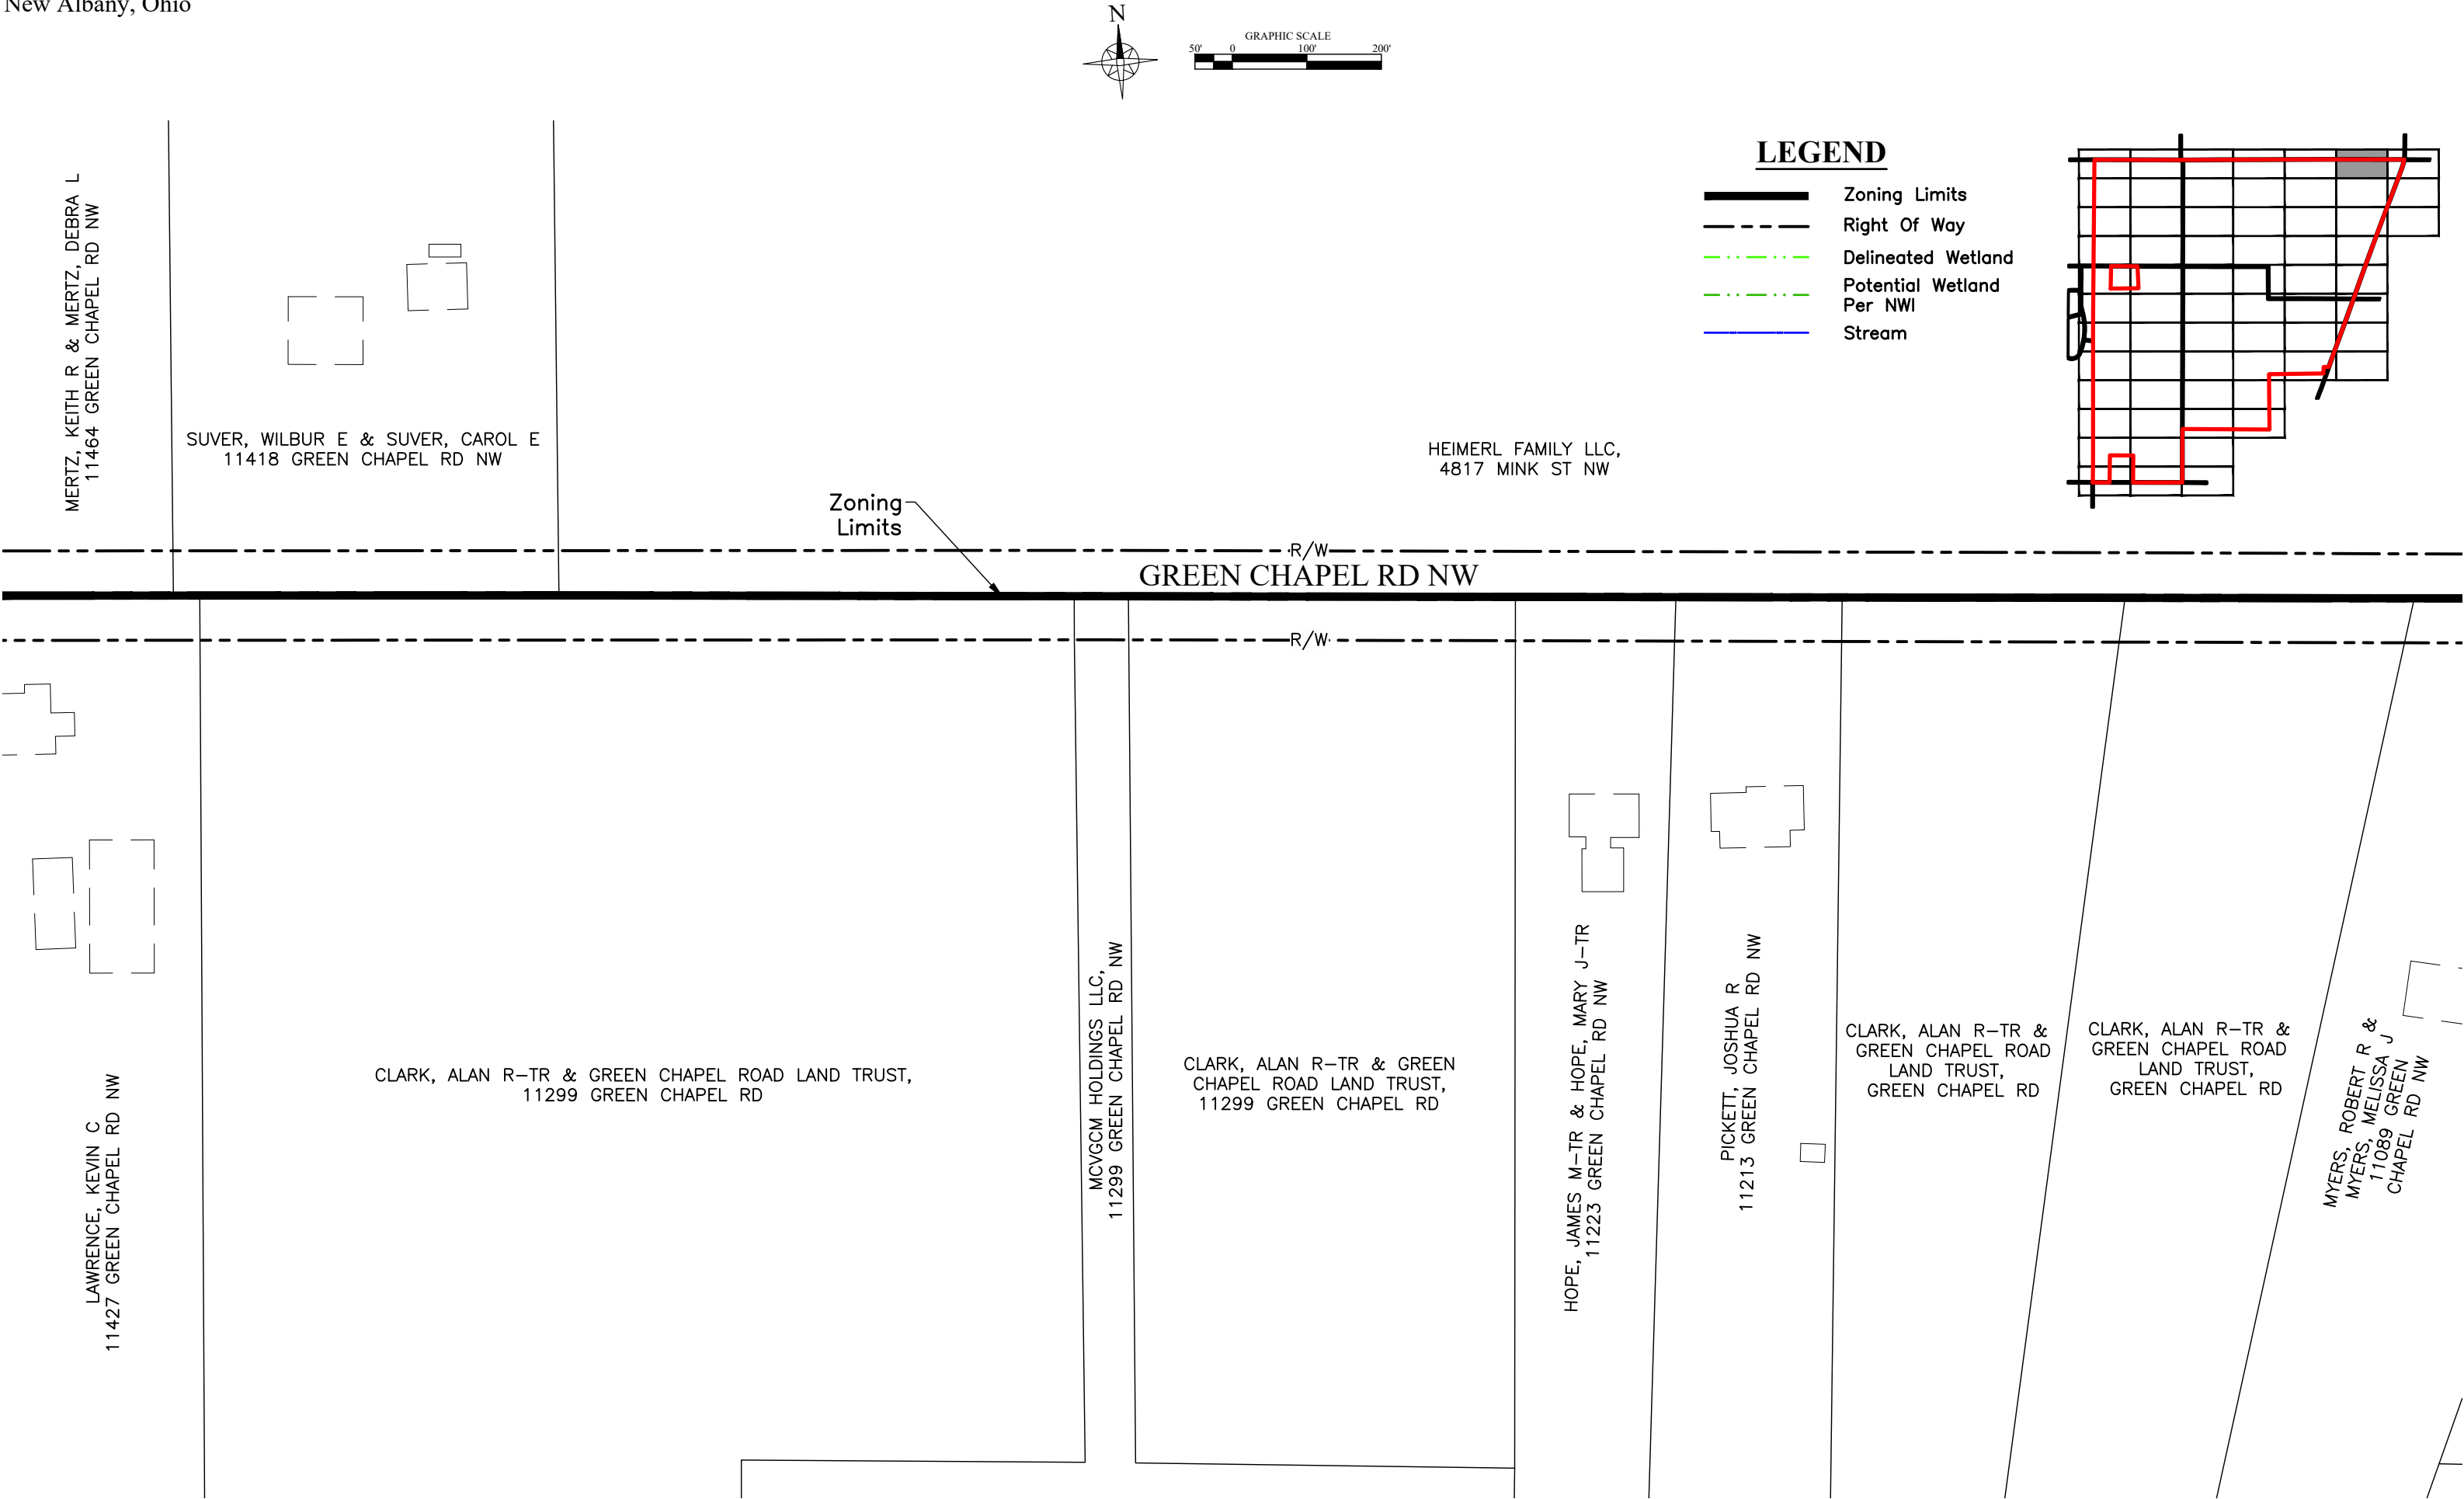 New Albany, Ohio
N
GRAPHIC SCALE
50' 0 100' 200'
LEGEND
Zoning Limits
Right Of Way
Delineated Wetland
Potential Wetland
Per NWI
Stream
MERTZ, KEITH R & MERTZ, DEBRA L
11464 GREEN CHAPEL RD NW
SUVER, WILBUR E & SUVER, CAROL E
11418 GREEN CHAPEL RD NW
HEIMERL FAMILY LLC,
4817 MINK ST NW
Zoning
Limits
R/W
GREEN CHAPEL RD NW
R/W
LAWRENCE, KEVIN C
11427 GREEN CHAPEL RD NW
CLARK, ALAN R-TR & GREEN CHAPEL ROAD LAND TRUST,
11299 GREEN CHAPEL RD
MCVGCM HOLDINGS LLC,
11299 GREEN CHAPEL RD NW
CLARK, ALAN R-TR & GREEN
CHAPEL ROAD LAND TRUST,
11299 GREEN CHAPEL RD
HOPE, JAMES M-TR & HOPE, MARY J-TR
11223 GREEN CHAPEL RD NW
PICKETT, JOSHUA R
11213 GREEN CHAPEL RD NW
CLARK, ALAN R-TR &
GREEN CHAPEL ROAD
LAND TRUST,
GREEN CHAPEL RD
CLARK, ALAN R-TR &
GREEN CHAPEL ROAD
LAND TRUST,
GREEN CHAPEL RD
MYERS, ROBERT R &
MYERS, MELISSA J
11089 GREEN
CHAPEL RD NW